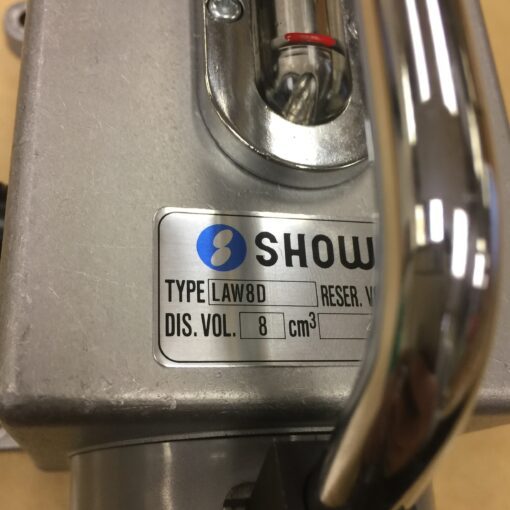 SHOW
TYPE LAW8D RESER. V
DIS. VOL. 8 cm³